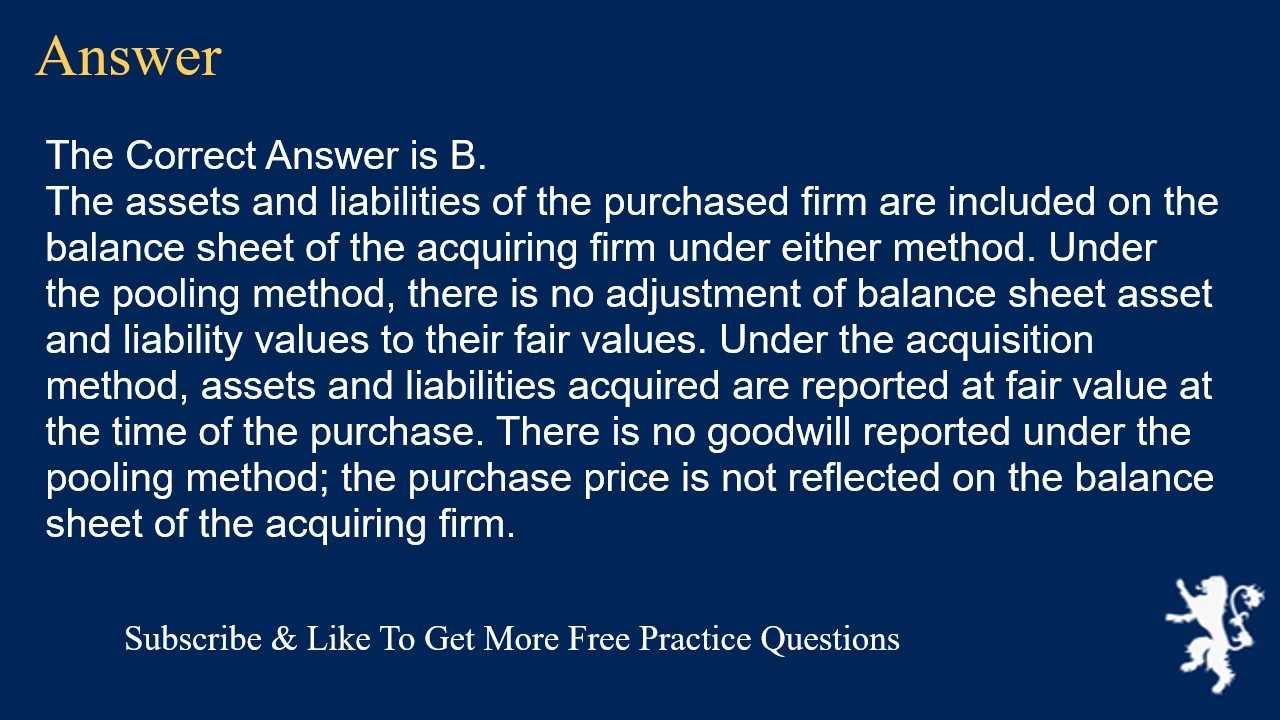 Answer
The Correct Answer is B.
The assets and liabilities of the purchased firm are included on the
balance sheet of the acquiring firm under either method. Under
the pooling method, there is no adjustment of balance sheet asset
and liability values to their fair values. Under the acquisition
method, assets and liabilities acquired are reported at fair value at
the time of the purchase. There is no goodwill reported under the
pooling method; the purchase price is not reflected on the balance
sheet of the acquiring firm.
Subscribe & Like To Get More Free Practice Questions